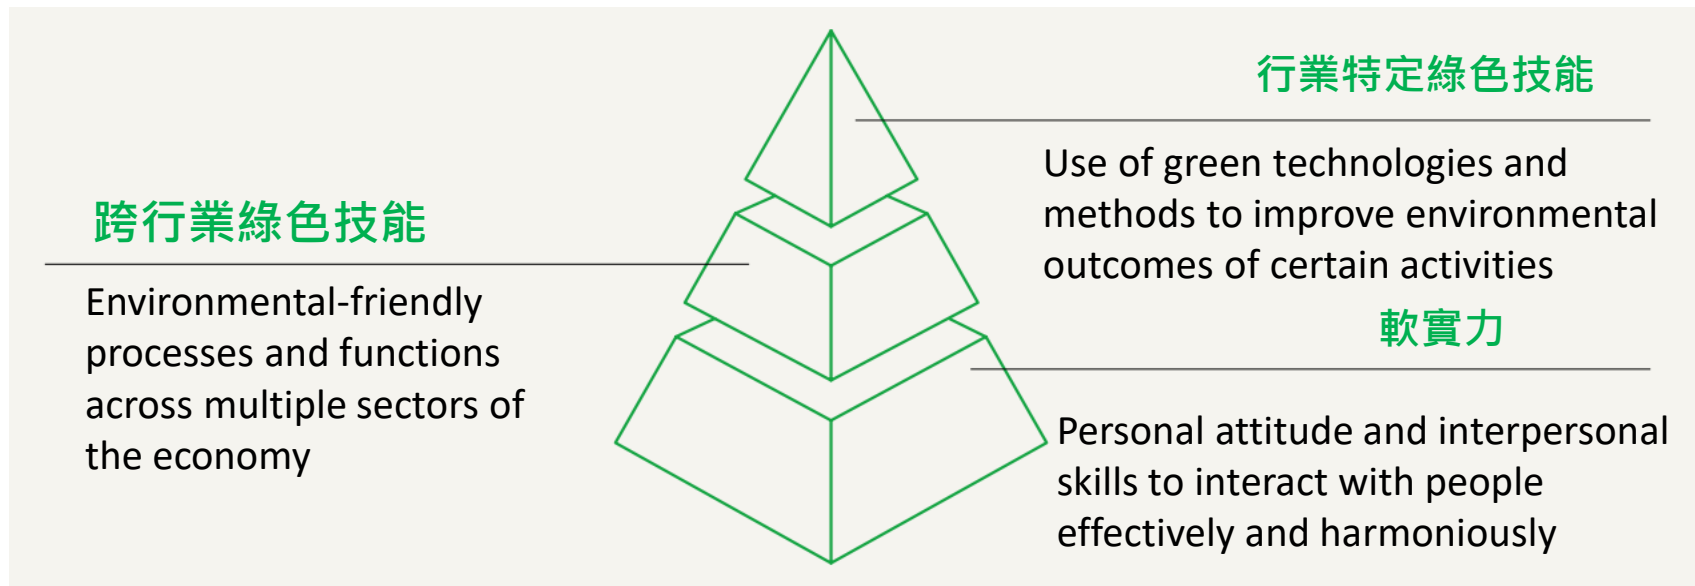 跨行業綠色技能
Environmental-friendly
processes and functions
across multiple sectors of
the economy
行業特定綠色技能
Use of green technologies and
methods to improve environmental
outcomes of certain activities
軟實力
Personal attitude and interpersonal
skills to interact with people
effectively and harmoniously